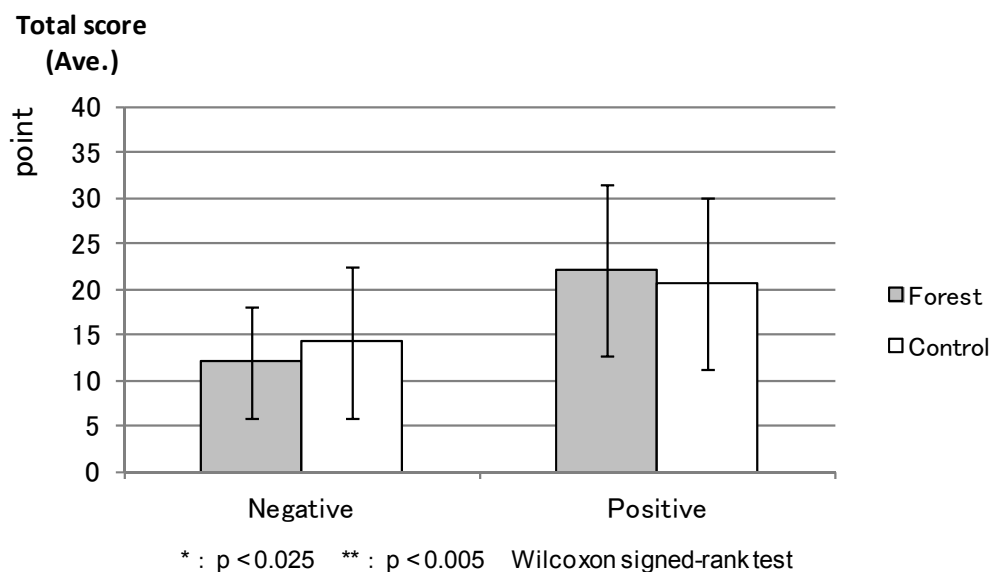 Total score
(Ave.)
point
40
35
30
25
20
15
10
5
0
Negative
Positive
Forest
Control
* : p <0.025 ** : p <0.005 Wilcoxon signed-rank test